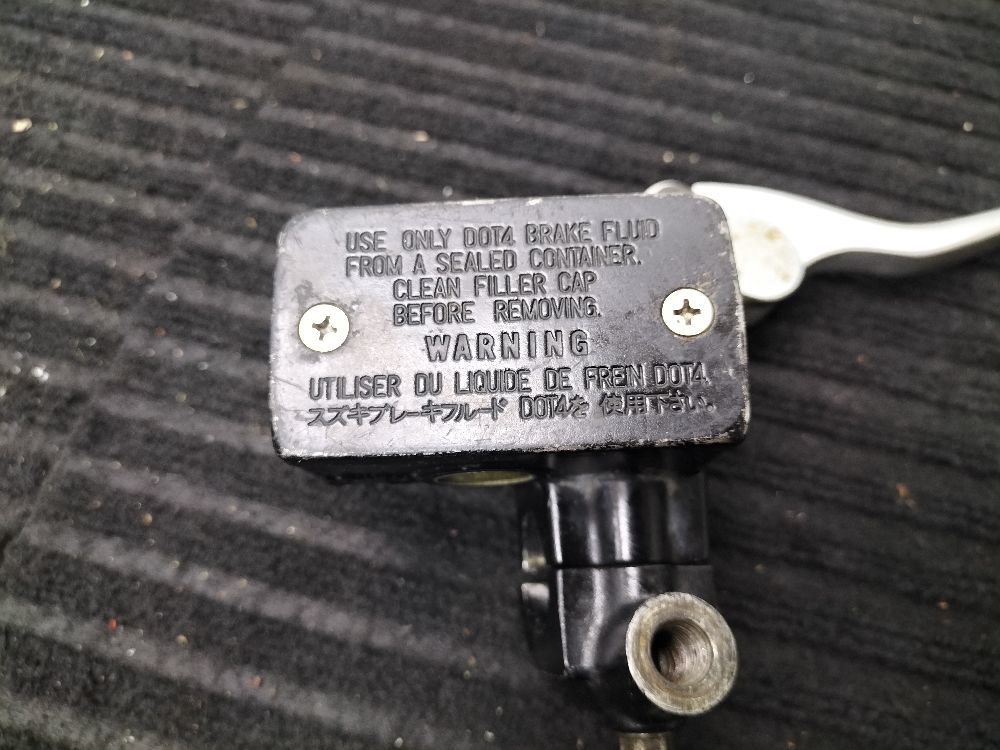 USE ONLY DOT4 BRAKE FLUID
FROM A SEALED CONTAINER.
CLEAN FILLER CAP
BEFORE REMOVING.
WARNING
UTILISER DU LIQUIDE DE FREIN DOT4.
スズキブレーキフルード DOT4を 使用下さい.